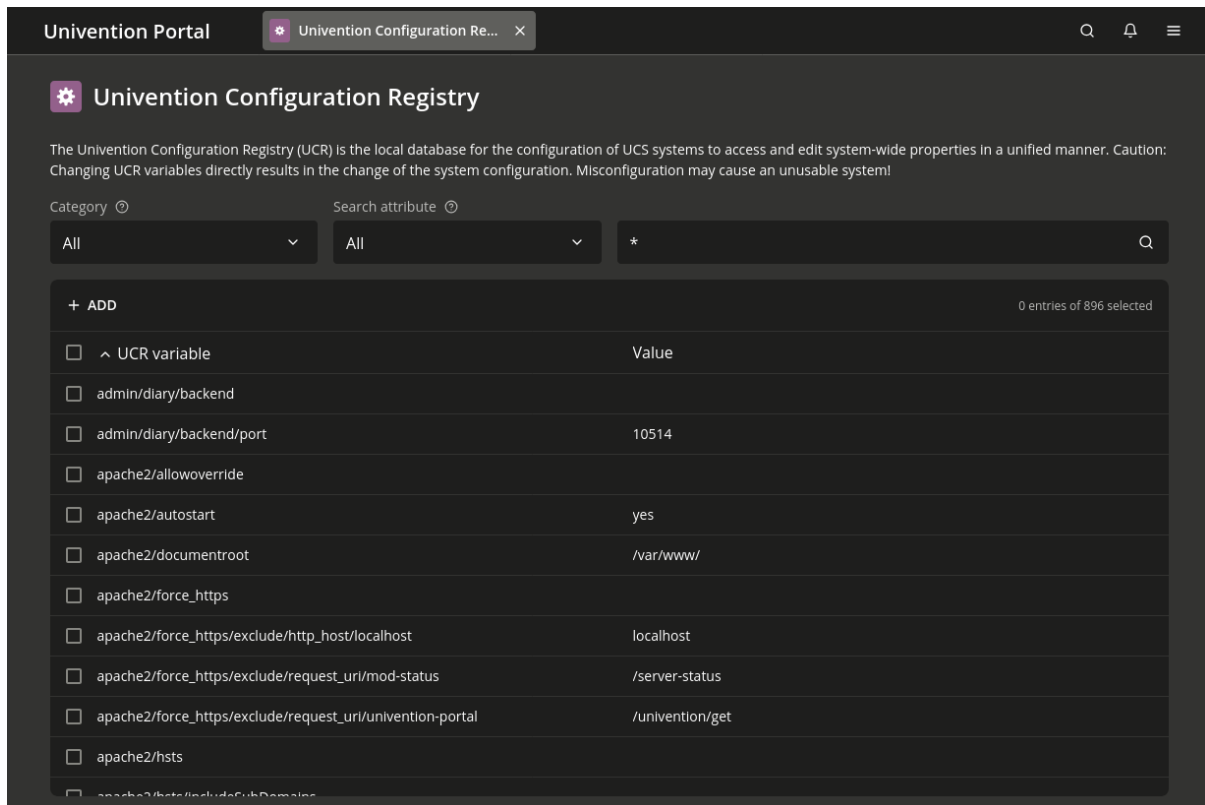 Univention Portal
Univention Configuration Re...
Univention Configuration Registry
The Univention Configuration Registry (UCR) is the local database for the configuration of UCS systems to access and edit system-wide properties in a unified manner. Caution:
Changing UCR variables directly results in the change of the system configuration. Misconfiguration may cause an unusable system!
Category Search attribute
All All *
+ ADD 0 entries of 896 selected
UCR variable Value
admin/diary/backend
admin/diary/backend/port 10514
apache2/allowoverride
apache2/autostart yes
apache2/documentroot /var/www/
apache2/force_https
apache2/force_https/exclude/http_host/localhost localhost
apache2/force_https/exclude/request_uri/mod-status /server-status
apache2/force_https/exclude/request_uri/univention-portal /univention/get
apache2/hsts
apache2/hsts/includeSubDomains